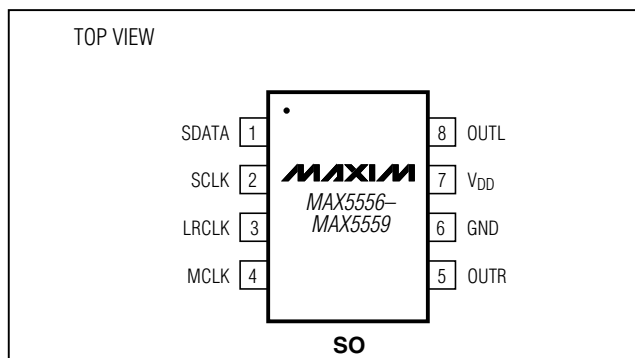 TOP VIEW
SDATA 1
8 OUTL
SCLK 2
MAXIM
7 VDD
MAX5556–
MAX5559
LRCLK 3
6 GND
MCLK 4
5 OUTR
SO